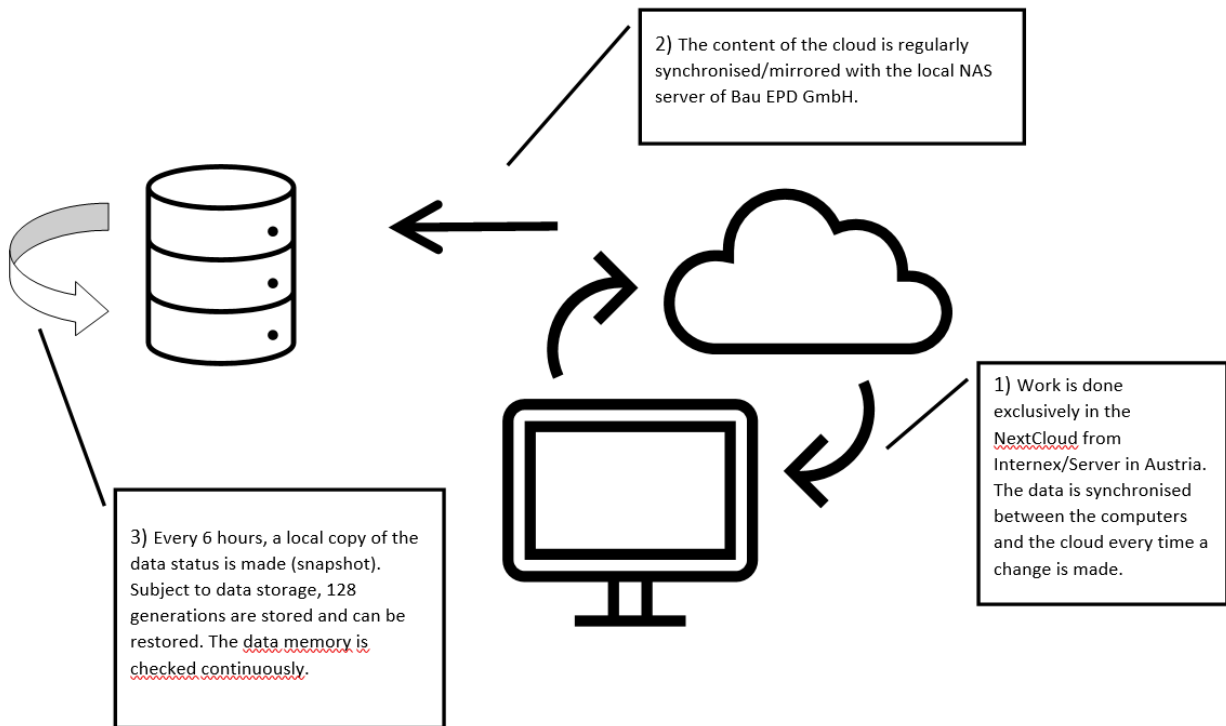 2) The content of the cloud is regularly
synchronised/mirrored with the local NAS
server of Bau EPD GmbH.
1) Work is done
exclusively in the
NextCloud from
Internex/Server in Austria.
The data is synchronised
between the computers
and the cloud every time a
change is made.
3) Every 6 hours, a local copy of the
data status is made (snapshot).
Subject to data storage, 128
generations are stored and can be
restored. The data memory is
checked continuously.